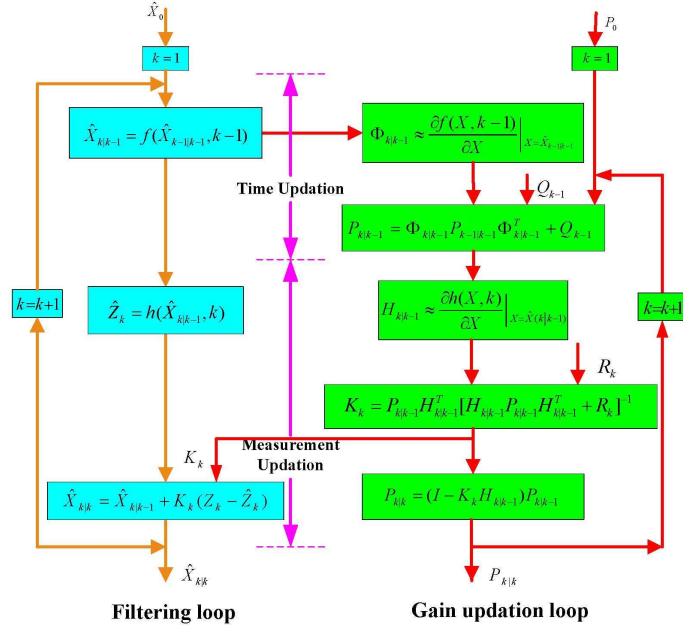 X̂₀
P₀
k = 1
k = 1
X̂_{k|k−1} = f(X̂_{k−1|k−1}, k−1)
Φ_{k|k−1} ≈ ∂f(X, k−1)/∂X |_{X=X̂_{k−1|k−1}}
Time Updation
Q_{k−1}
P_{k|k−1} = Φ_{k|k−1} P_{k−1|k−1} Φ^T_{k|k−1} + Q_{k−1}
k=k+1
Ẑ_k = h(X̂_{k|k−1}, k)
H_{k|k−1} ≈ ∂h(X, k)/∂X |_{X=X̂(k|k−1)}
k=k+1
R_k
K_k = P_{k|k−1} H^T_{k|k−1} [H_{k|k−1} P_{k|k−1} H^T_{k|k−1} + R_k]^{−1}
Measurement
Updation
K_k
X̂_{k|k} = X̂_{k|k−1} + K_k (Z_k − Ẑ_k)
P_{k|k} = (I − K_k H_{k|k−1}) P_{k|k−1}
X̂_{k|k}
P_{k|k}
Filtering loop
Gain updation loop